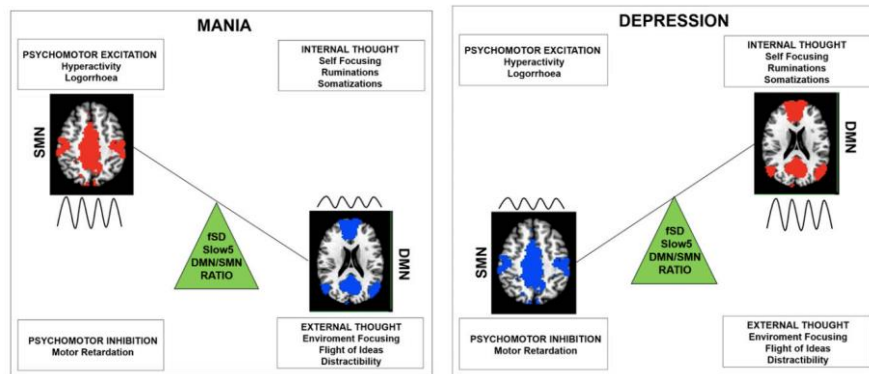 MANIA
PSYCHOMOTOR EXCITATION
Hyperactivity
Logorrhoea
INTERNAL THOUGHT
Self Focusing
Ruminations
Somatizations
SMN
fSD
Slow5
DMN/SMN
RATIO
DMN
PSYCHOMOTOR INHIBITION
Motor Retardation
EXTERNAL THOUGHT
Enviroment Focusing
Flight of Ideas
Distractibility
DEPRESSION
PSYCHOMOTOR EXCITATION
Hyperactivity
Logorrhoea
INTERNAL THOUGHT
Self Focusing
Ruminations
Somatizations
DMN
SMN
fSD
Slow5
DMN/SMN
RATIO
PSYCHOMOTOR INHIBITION
Motor Retardation
EXTERNAL THOUGHT
Enviroment Focusing
Flight of Ideas
Distractibility